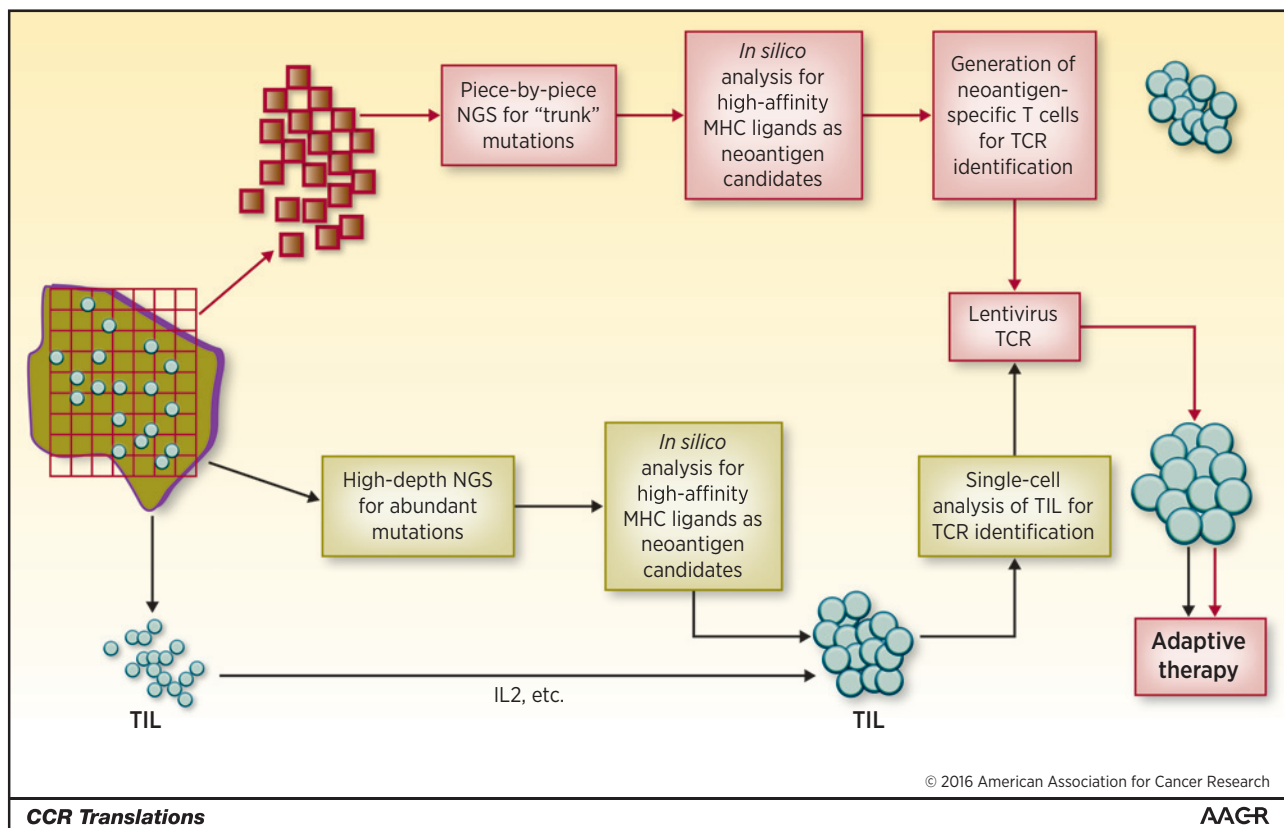 Piece-by-piece
NGS for “trunk”
mutations
In silico
analysis for
high-affinity
MHC ligands as
neoantigen
candidates
Generation of
neoantigen-
specific T cells
for TCR
identification
Lentivirus
TCR
High-depth NGS
for abundant
mutations
In silico
analysis for
high-affinity
MHC ligands as
neoantigen
candidates
Single-cell
analysis of TIL for
TCR identification
Adaptive
therapy
TIL
IL2, etc.
TIL
© 2016 American Association for Cancer Research
CCR Translations
AACR